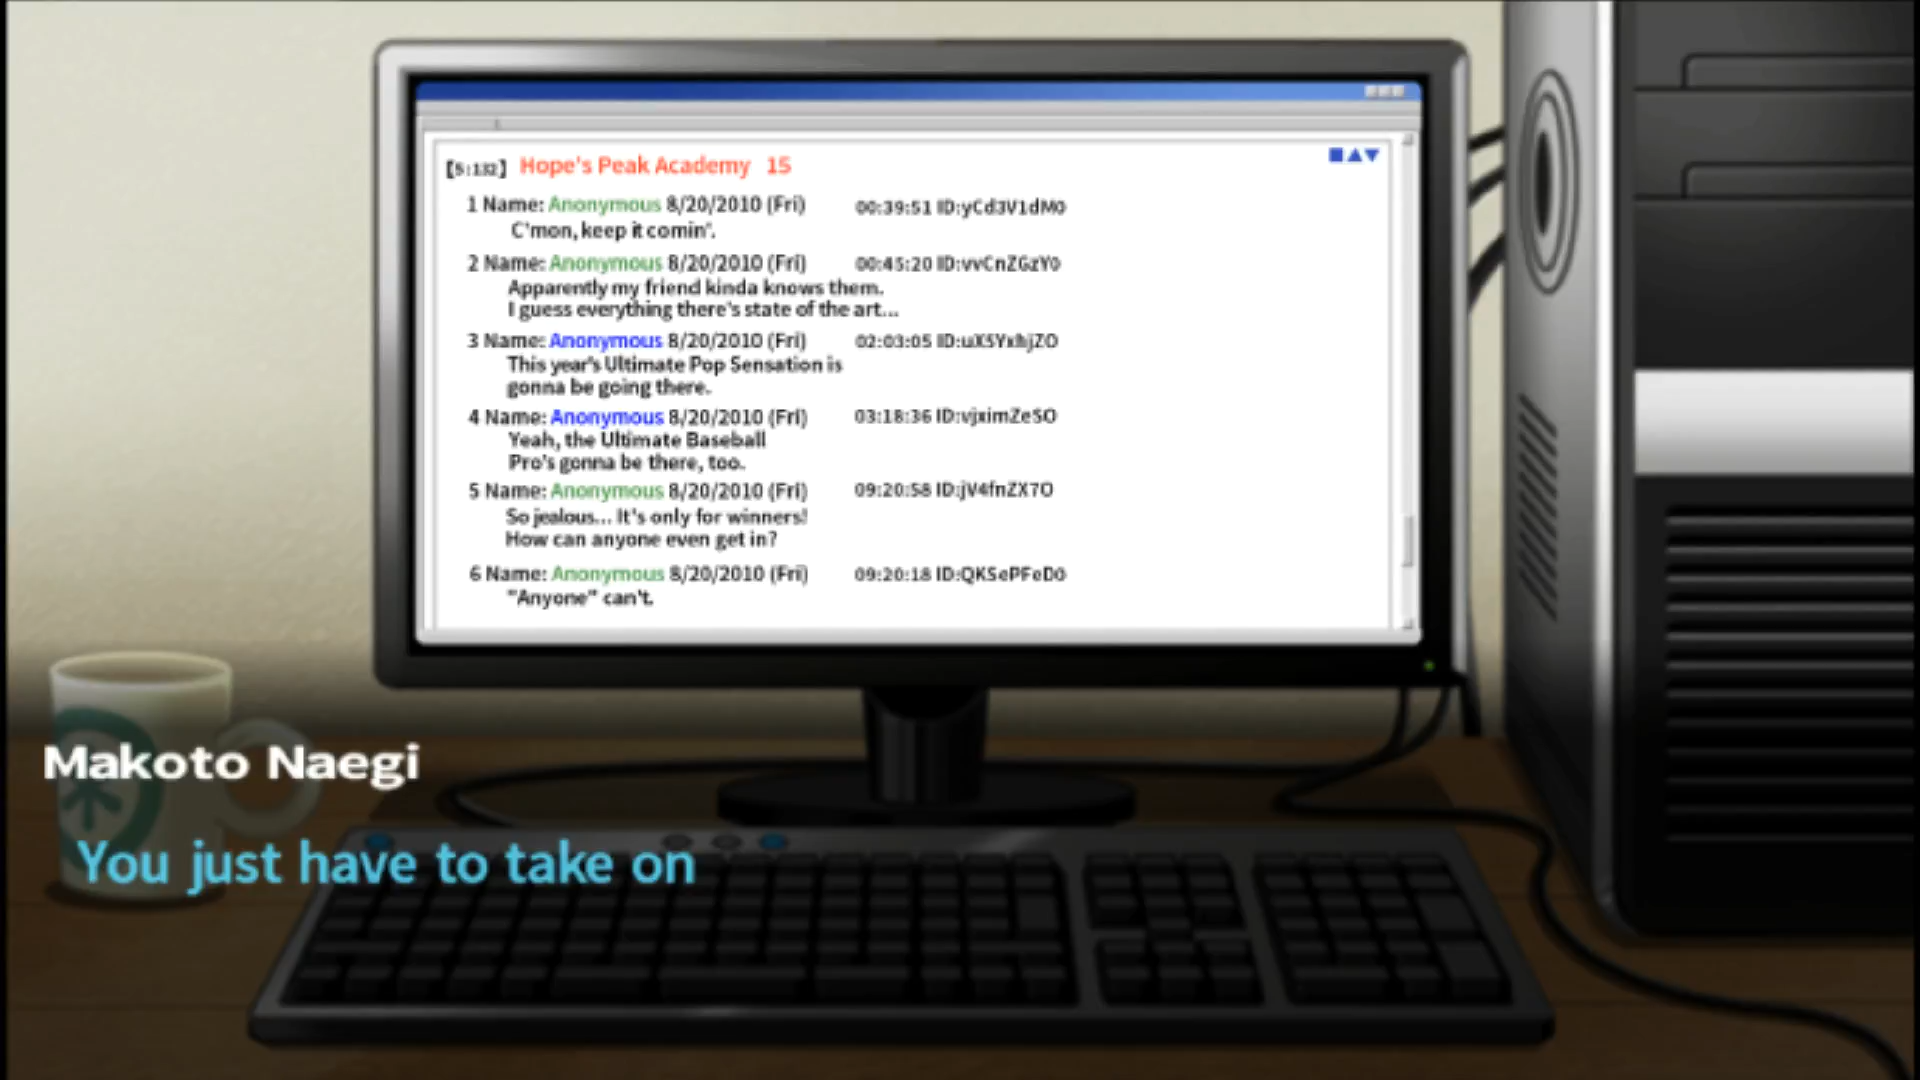 【5:132】 Hope's Peak Academy 15
1 Name: Anonymous 8/20/2010 (Fri) 00:39:51 ID:yCd3V1dM0
C'mon, keep it comin'.
2 Name: Anonymous 8/20/2010 (Fri) 00:45:20 ID:vvCnZGzY0
Apparently my friend kinda knows them.
I guess everything there's state of the art...
3 Name: Anonymous 8/20/2010 (Fri) 02:03:05 ID:uXSYxhjZO
This year's Ultimate Pop Sensation is
gonna be going there.
4 Name: Anonymous 8/20/2010 (Fri) 03:18:36 ID:vjximZeSO
Yeah, the Ultimate Baseball
Pro's gonna be there, too.
5 Name: Anonymous 8/20/2010 (Fri) 09:20:58 ID:jV4fnZX7O
So jealous... It's only for winners!
How can anyone even get in?
6 Name: Anonymous 8/20/2010 (Fri) 09:20:18 ID:QKSePFeD0
"Anyone" can't.
Makoto Naegi
You just have to take on